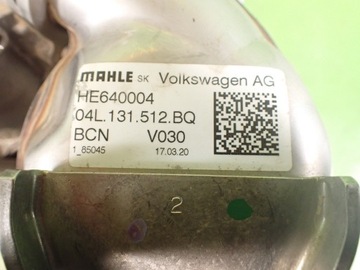 MAHLE SK Volkswagen AG
HE640004
04L.131.512.BQ
BCN V030
1_85045 17.03.20
2